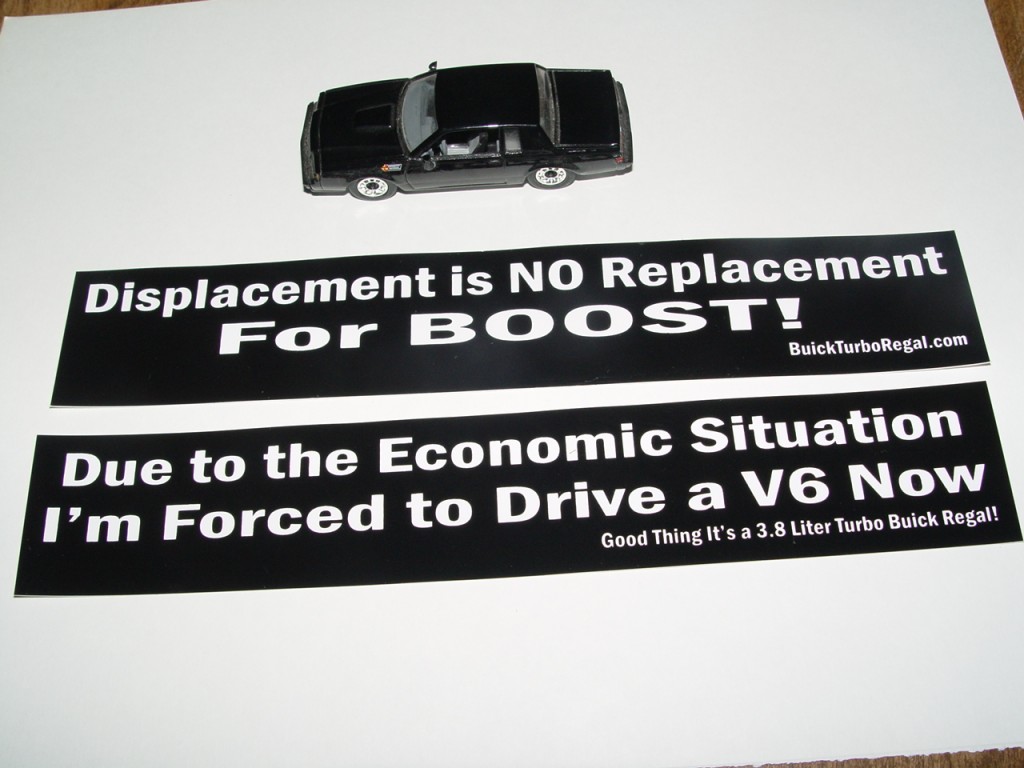 Displacement is NO Replacement
For BOOST!
BuickTurboRegal.com
Due to the Economic Situation
I'm Forced to Drive a V6 Now
Good Thing It's a 3.8 Liter Turbo Buick Regal!